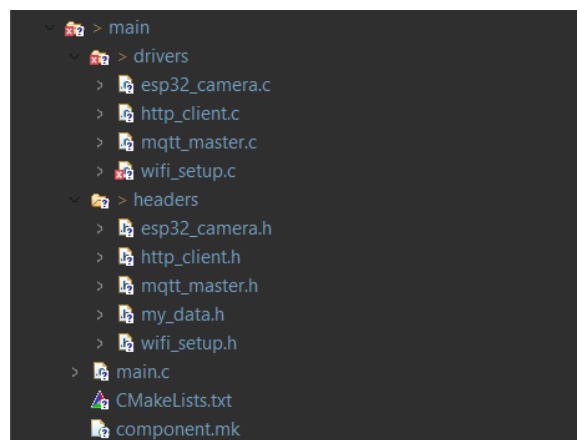 > main
> drivers
esp32_camera.c
http_client.c
mqtt_master.c
wifi_setup.c
> headers
esp32_camera.h
http_client.h
mqtt_master.h
my_data.h
wifi_setup.h
main.c
CMakeLists.txt
component.mk